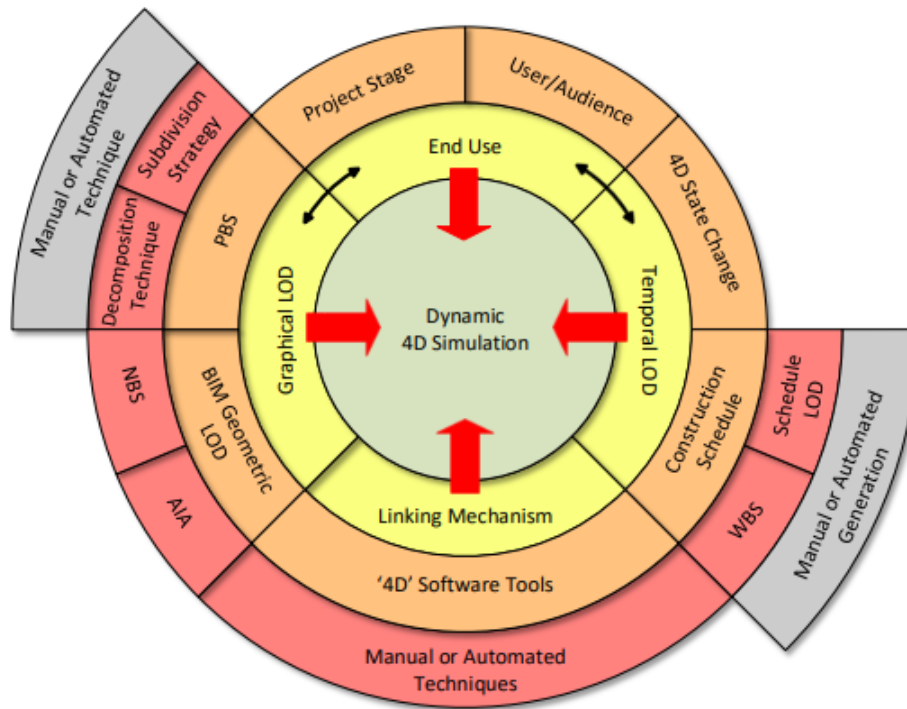 Project Stage
User/Audience
Manual or Automated
Technique
Subdivision
Strategy
Decomposition
Technique
PBS
End Use
4D State Change
Graphical LOD
Dynamic
4D Simulation
Temporal LOD
NBS
BIM Geometric
LOD
AIA
Construction
Schedule
Schedule
LOD
WBS
Manual or Automated
Generation
Linking Mechanism
‘4D’ Software Tools
Manual or Automated
Techniques